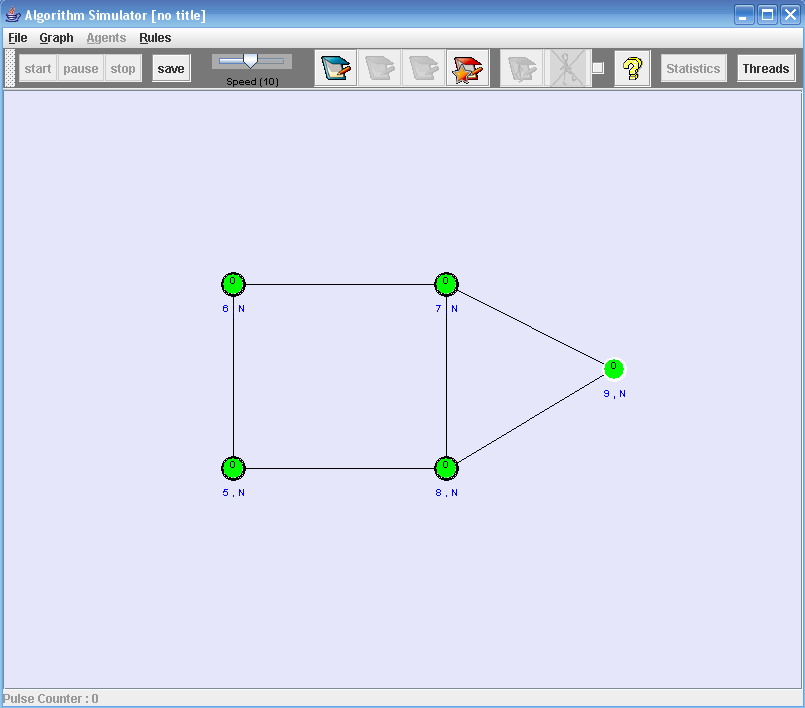 Algorithm Simulator [no title]
File Graph Agents Rules
start pause stop save Speed (10) Statistics Threads
0 0
6 , N 7 , N
0
9 , N
0 0
5 , N 8 , N
Pulse Counter : 0